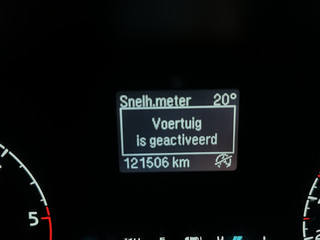 Snelh.meter 20°
Voertuig
is geactiveerd
121506 km
5